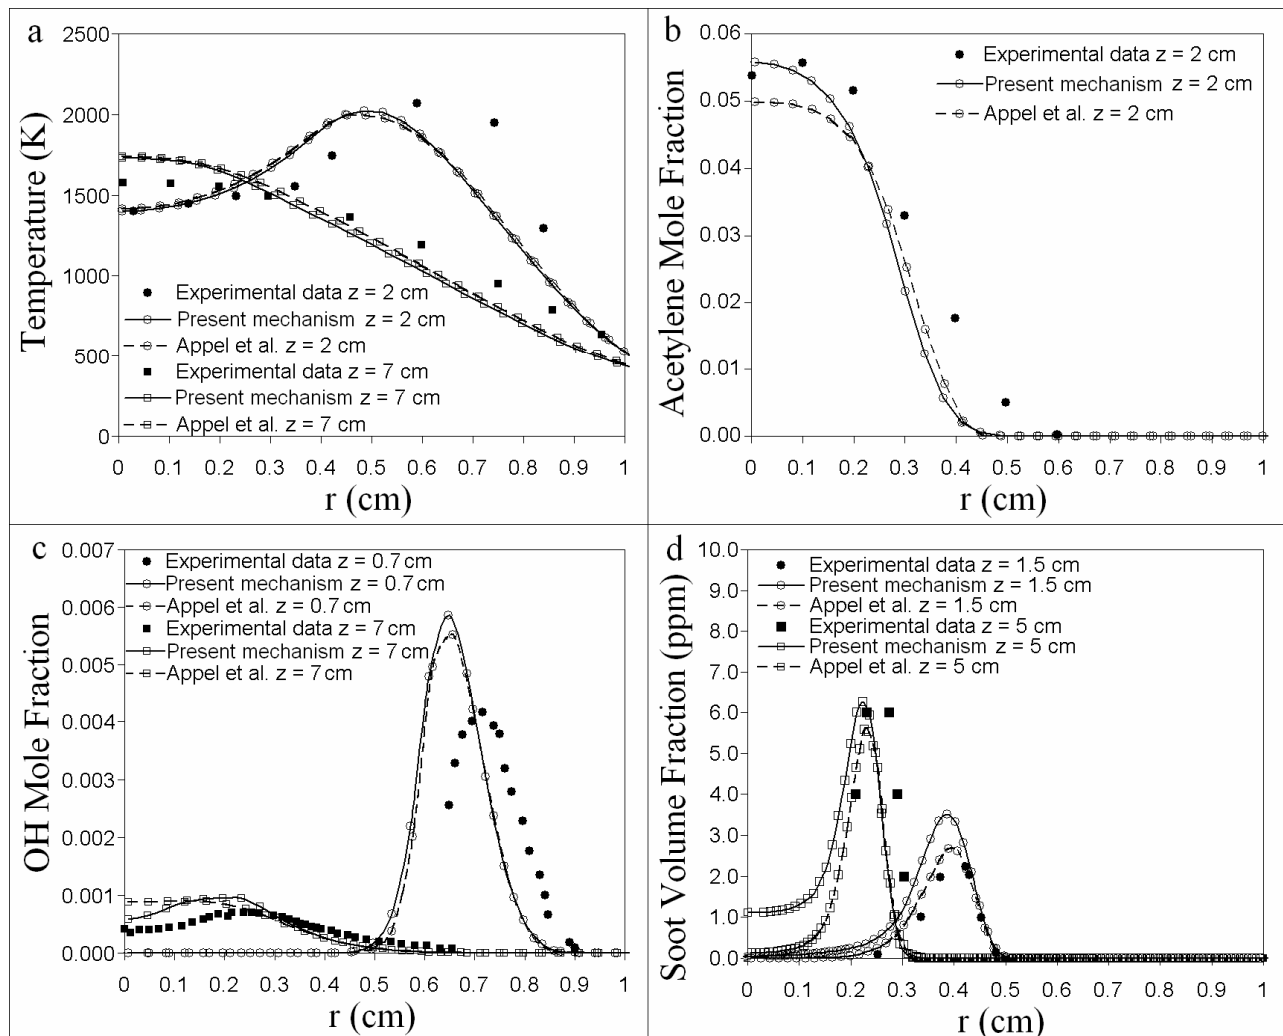 a
2500
2000
1500
1000
500
0
Temperature (K)
Experimental data z = 2 cm
Present mechanism z = 2 cm
Appel et al. z = 2 cm
Experimental data z = 7 cm
Present mechanism z = 7 cm
Appel et al. z = 7 cm
0 0.1 0.2 0.3 0.4 0.5 0.6 0.7 0.8 0.9 1
r (cm)
b
0.06
0.05
0.04
0.03
0.02
0.01
0.00
Acetylene Mole Fraction
Experimental data z = 2 cm
Present mechanism z = 2 cm
Appel et al. z = 2 cm
0 0.1 0.2 0.3 0.4 0.5 0.6 0.7 0.8 0.9 1
r (cm)
c
0.007
0.006
0.005
0.004
0.003
0.002
0.001
0.000
OH Mole Fraction
Experimental data z = 0.7 cm
Present mechanism z = 0.7 cm
Appel et al. z = 0.7 cm
Experimental data z = 7 cm
Present mechanism z = 7 cm
Appel et al. z = 7 cm
0 0.1 0.2 0.3 0.4 0.5 0.6 0.7 0.8 0.9 1
r (cm)
d
10.0
9.0
8.0
7.0
6.0
5.0
4.0
3.0
2.0
1.0
0.0
Soot Volume Fraction (ppm)
Experimental data z = 1.5 cm
Present mechanism z = 1.5 cm
Appel et al. z = 1.5 cm
Experimental data z = 5 cm
Present mechanism z = 5 cm
Appel et al. z = 5 cm
0 0.1 0.2 0.3 0.4 0.5 0.6 0.7 0.8 0.9 1
r (cm)